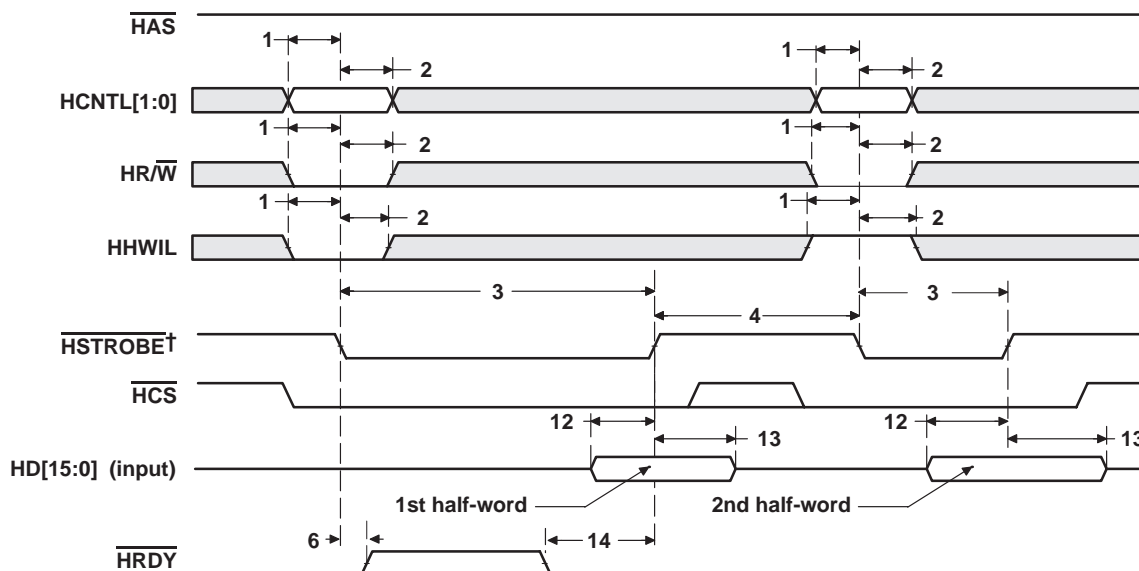 HAS
1
1
2
2
HCNTL[1:0]
1
1
2
2
HR/W
1
1
2
2
HHWIL
3
3
4
HSTROBE†
HCS
12
12
13
13
HD[15:0] (input)
1st half-word
2nd half-word
6
14
HRDY